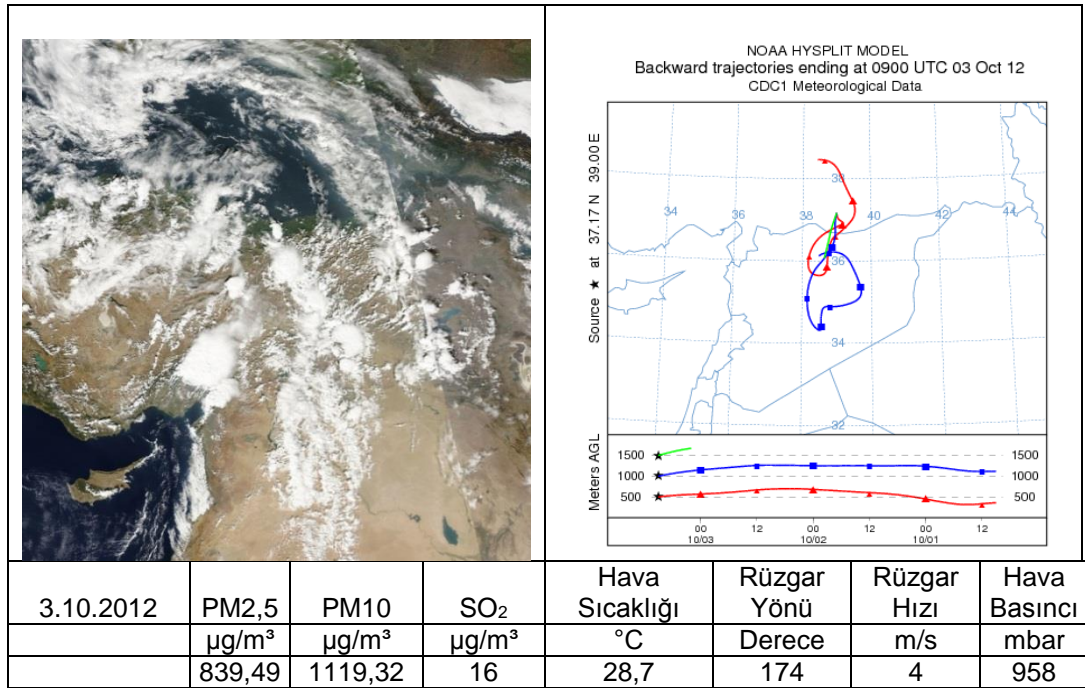 NOAA HYSPLIT MODEL
Backward trajectories ending at 0900 UTC 03 Oct 12
CDC1 Meteorological Data
Source ★ at 37.17 N 39.00 E
38
34 36 38 40 42 44
36
34
32
Meters AGL
1500 1500
1000 1000
500 500
00 12 00 12 00 12
10/03 10/02 10/01
3.10.2012 PM2,5 PM10 SO₂ Hava Sıcaklığı Rüzgar Yönü Rüzgar Hızı Hava Basıncı
µg/m³ µg/m³ µg/m³ °C Derece m/s mbar
839,49 1119,32 16 28,7 174 4 958